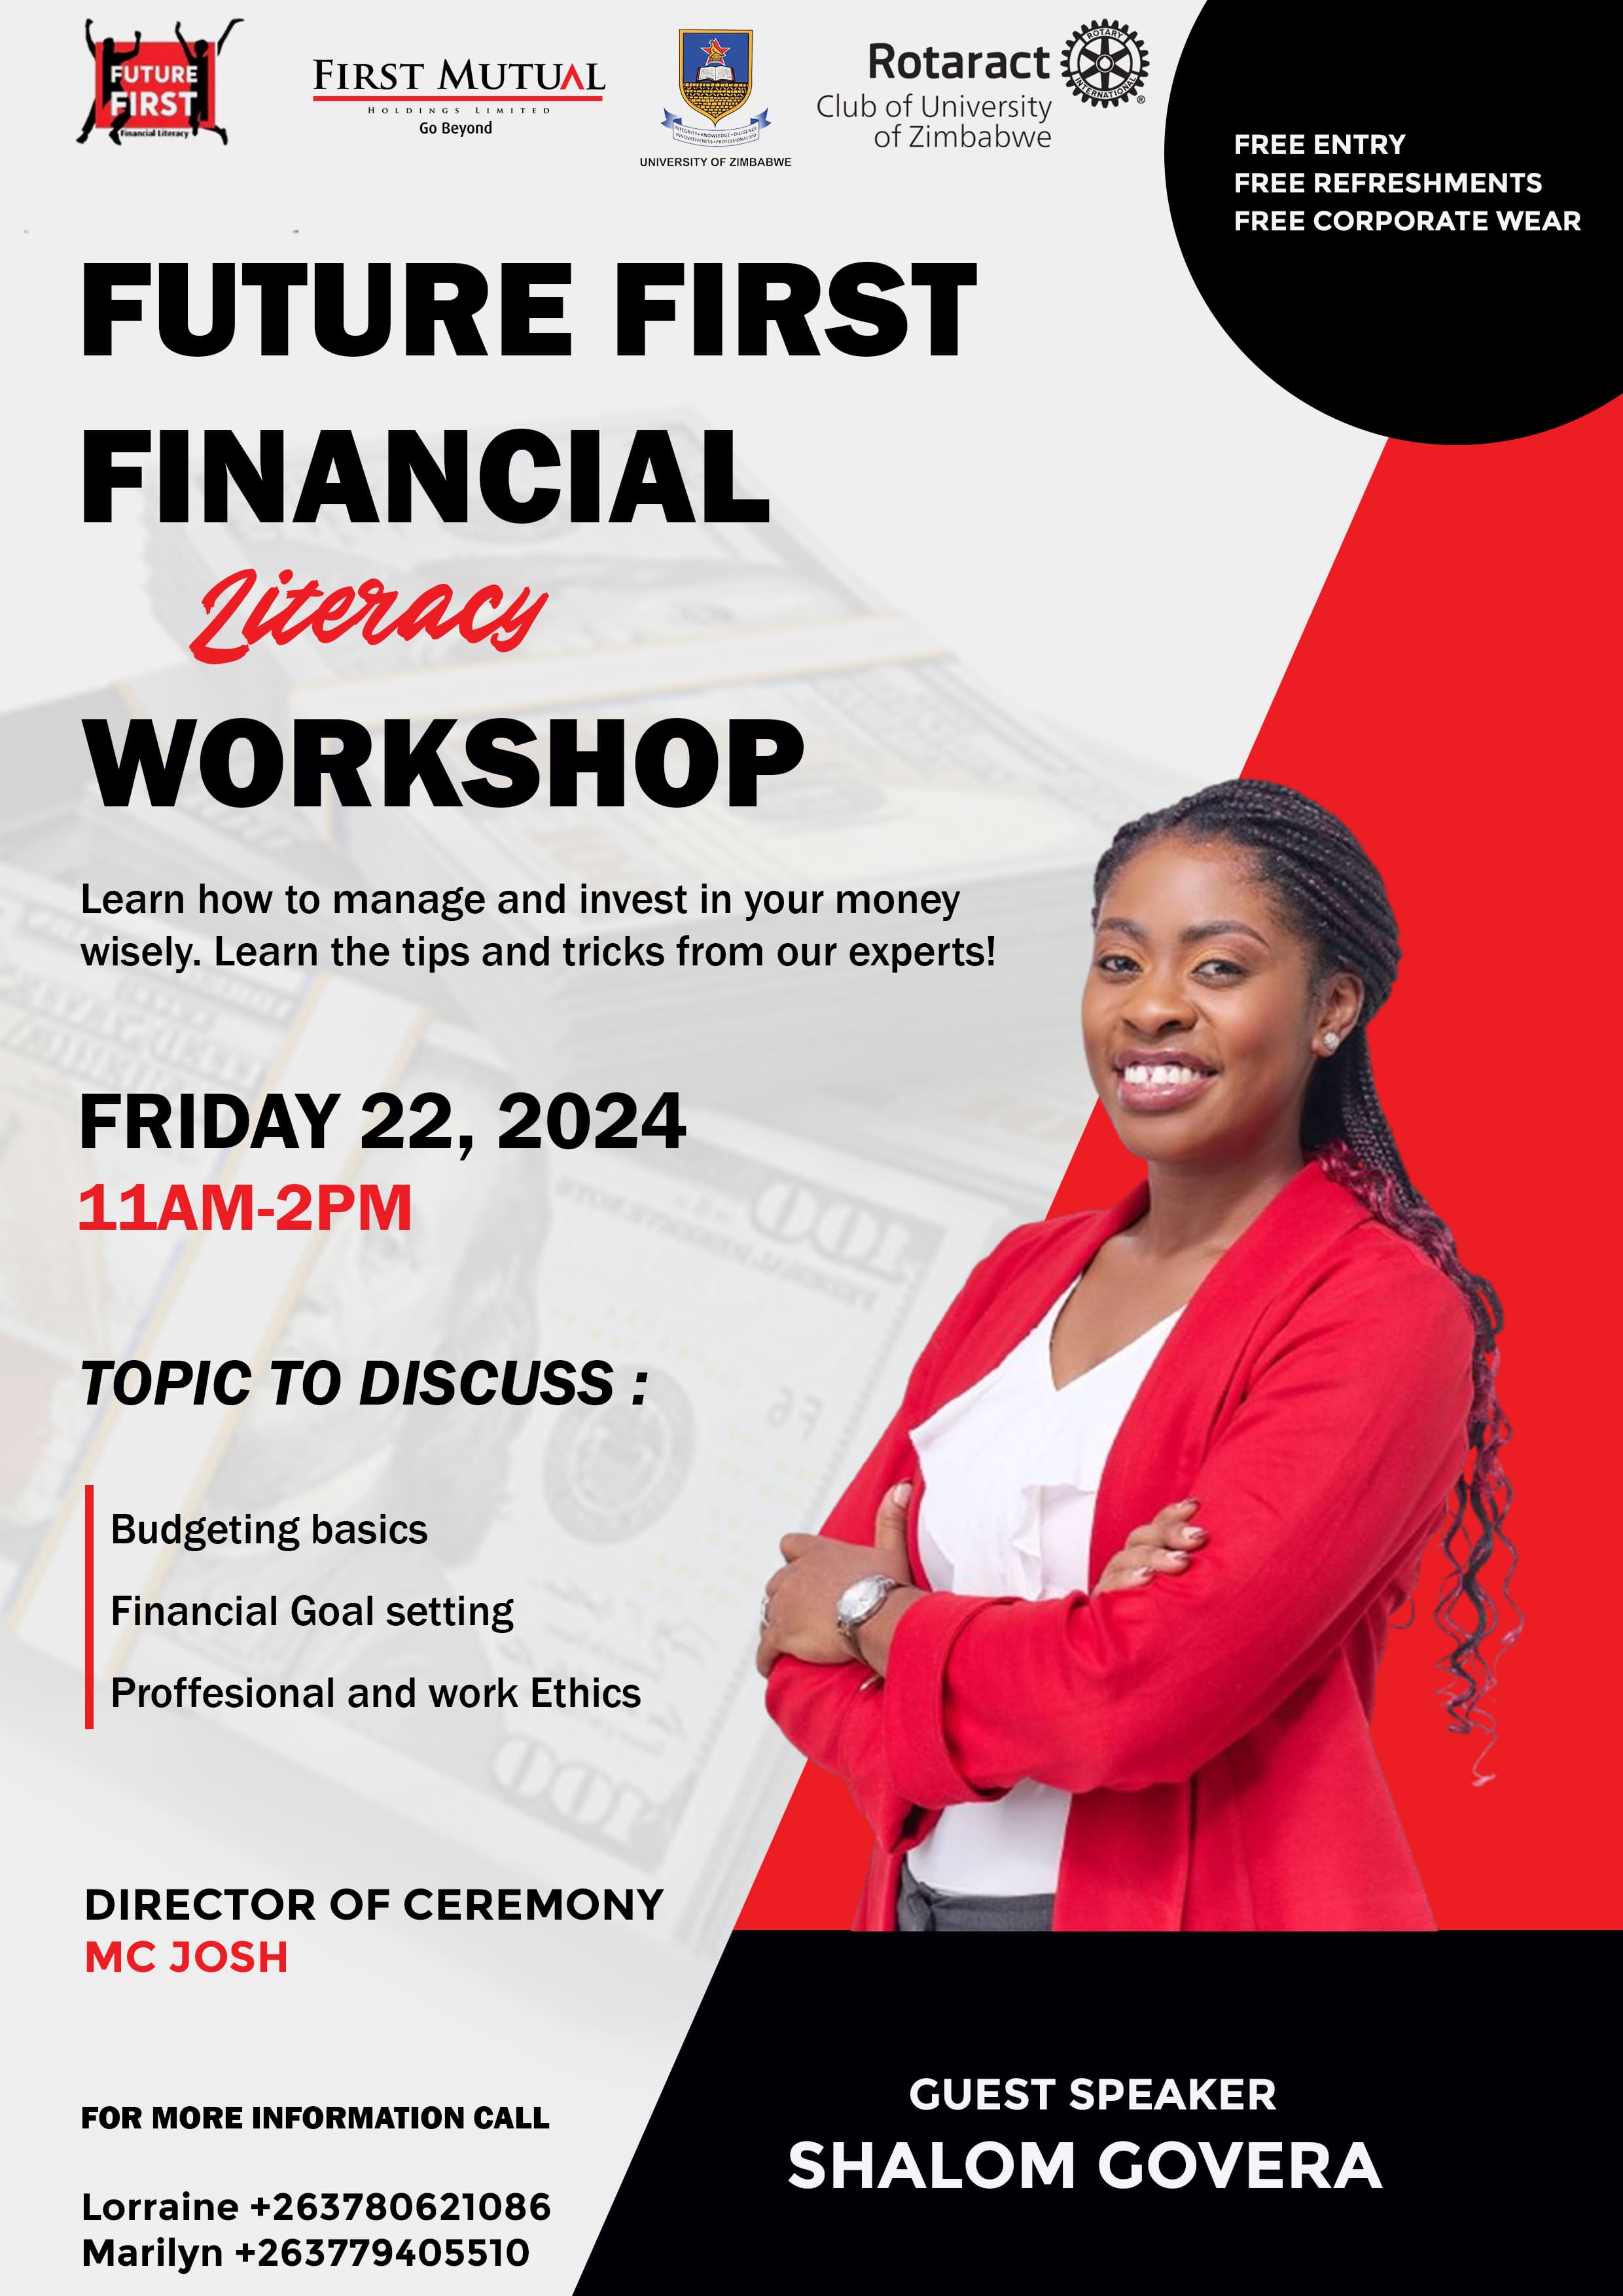 FUTURE
FIRST
Financial Literacy
FIRST MUTUAL
HOLDINGS LIMITED
Go Beyond
INTEGRITY • KNOWLEDGE • DILIGENCE
INNOVATIVENESS • PROFESSIONALISM
UNIVERSITY OF ZIMBABWE
Rotaract
Club of University
of Zimbabwe
ROTARY
INTERNATIONAL
®
FREE ENTRY
FREE REFRESHMENTS
FREE CORPORATE WEAR
FUTURE FIRST
FINANCIAL
Literacy
WORKSHOP
Learn how to manage and invest in your money
wisely. Learn the tips and tricks from our experts!
FRIDAY 22, 2024
11AM-2PM
TOPIC TO DISCUSS :
Budgeting basics
Financial Goal setting
Proffesional and work Ethics
DIRECTOR OF CEREMONY
MC JOSH
FOR MORE INFORMATION CALL
Lorraine +263780621086
Marilyn +263779405510
GUEST SPEAKER
SHALOM GOVERA